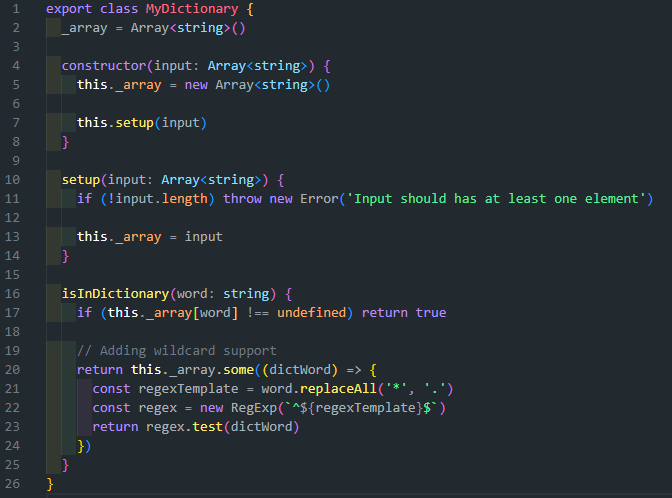 1 export class MyDictionary {
2 _array = Array<string>()
3
4 constructor(input: Array<string>) {
5 this._array = new Array<string>()
6
7 this.setup(input)
8 }
9
10 setup(input: Array<string>) {
11 if (!input.length) throw new Error('Input should has at least one element')
12
13 this._array = input
14 }
15
16 isInDictionary(word: string) {
17 if (this._array[word] !== undefined) return true
18
19 // Adding wildcard support
20 return this._array.some((dictWord) => {
21 const regexTemplate = word.replaceAll('*', '.')
22 const regex = new RegExp(`^${regexTemplate}$`)
23 return regex.test(dictWord)
24 })
25 }
26 }